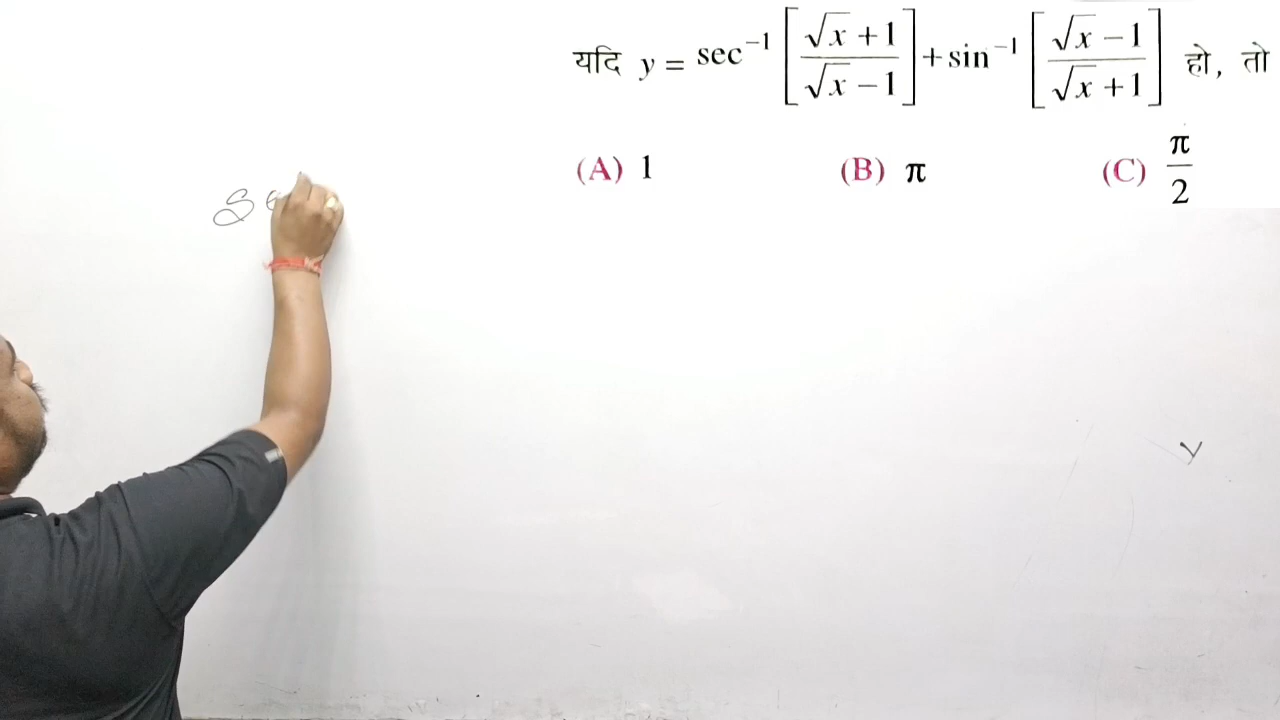 यदि y = sec⁻¹ [(√x + 1)/(√x − 1)] + sin⁻¹ [(√x − 1)/(√x + 1)] हो, तो
(A) 1 (B) π (C) π/2
y